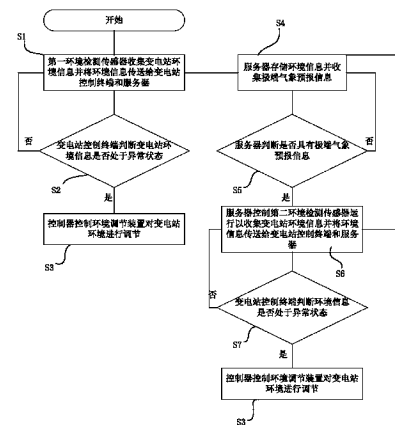 开始
S1
第一环境检测传感器收集变电站环
境信息并将环境信息传送给变电站
控制终端和服务器
否
变电站控制终端判断变电站环
境信息是否处于异常状态
S2
是
控制器控制环境调节装置对变电站
环境进行调节
S3
S4
服务器存储环境信息并收
集极端气象预报信息
服务器判断是否具有极端气象
预报信息
否
S5
是
服务器控制第二环境检测传感器运
行以收集变电站环境信息并将环境
信息传送给变电站控制终端和服务
器
S6
否
变电站控制终端判断环境信息
是否处于异常状态
S7
是
控制器控制环境调节装置对变电站
环境进行调节
S3